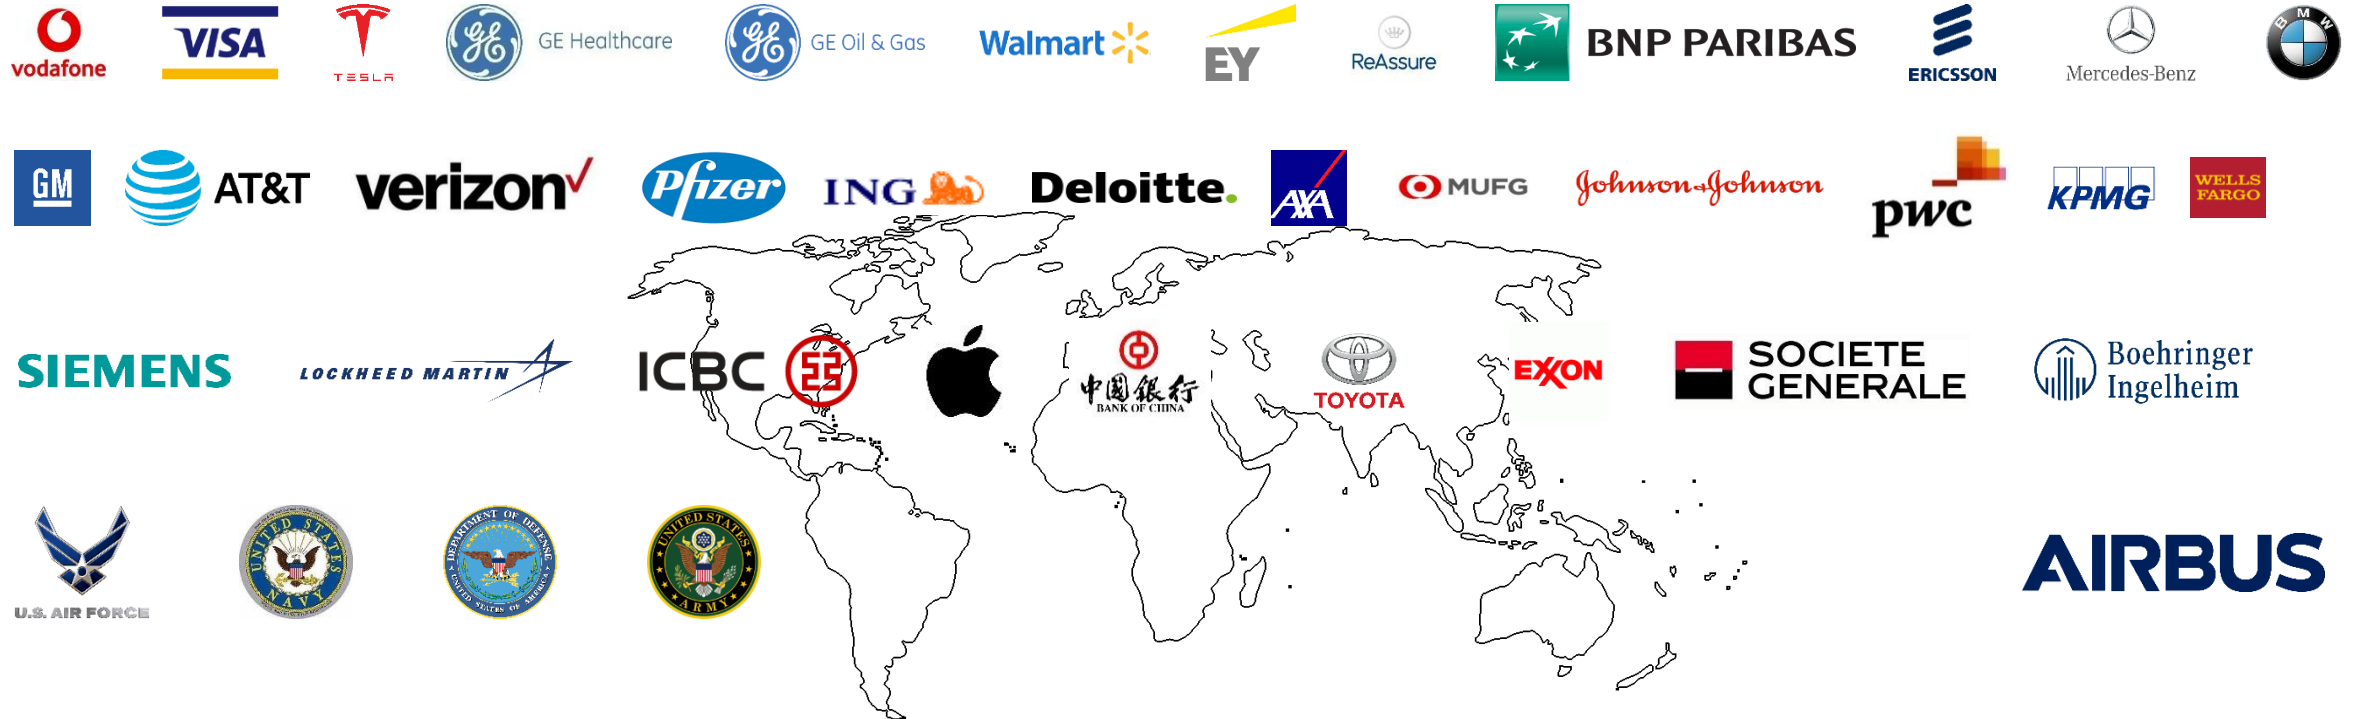 vodafone
VISA
TESLA
GE
GE Healthcare
GE
GE Oil & Gas
Walmart
EY
ReAssure
BNP PARIBAS
ERICSSON
Mercedes-Benz
BMW
GM
AT&T
verizon
Pfizer
ING
Deloitte.
AXA
MUFG
Johnson & Johnson
pwc
KPMG
WELLS
FARGO
SIEMENS
LOCKHEED MARTIN
ICBC
中國銀行
BANK OF CHINA
TOYOTA
EXXON
SOCIETE
GENERALE
Boehringer
Ingelheim
U.S. AIR FORCE
UNITED STATES
NAVY
DEPARTMENT OF DEFENSE
UNITED STATES OF AMERICA
UNITED STATES
ARMY
AIRBUS